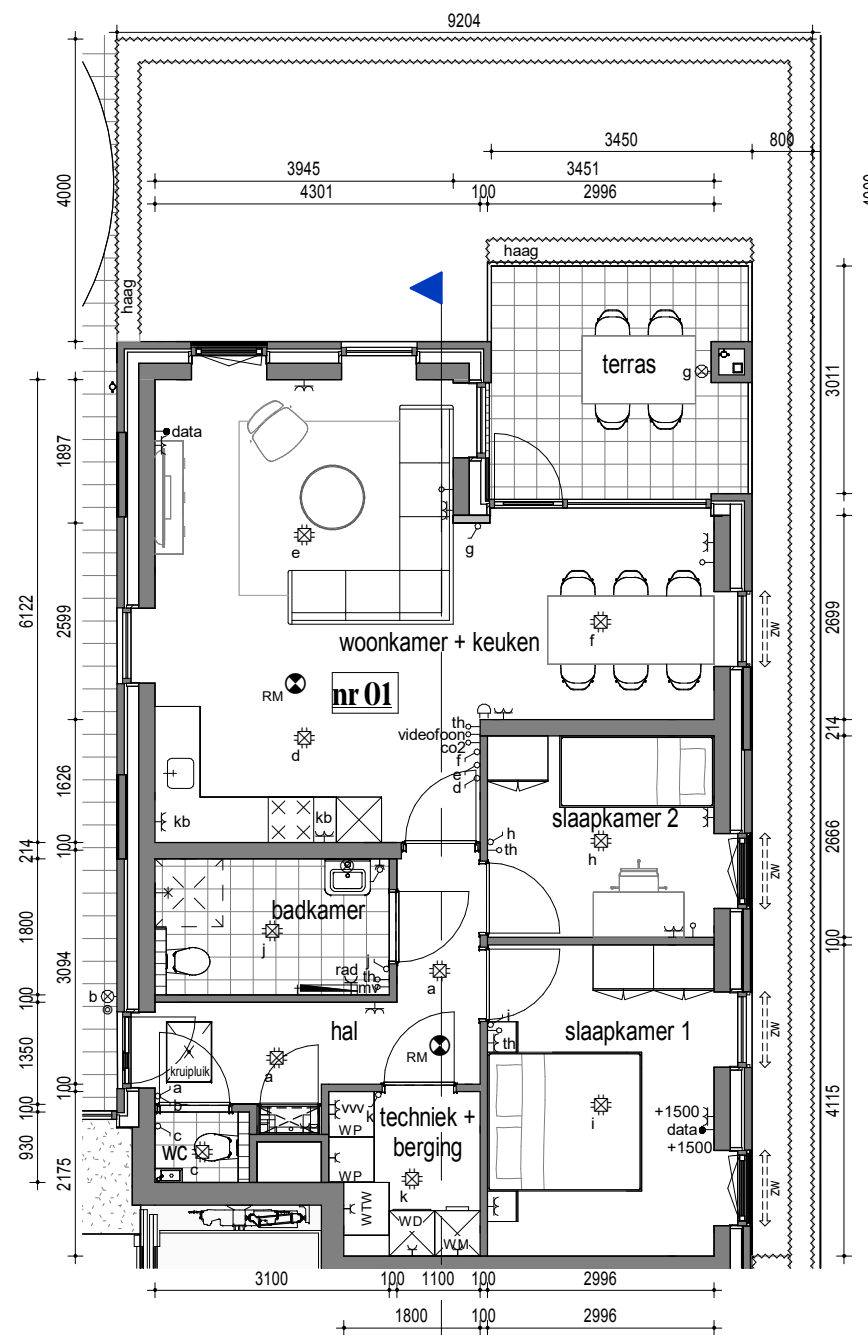 9204
3450 800
3945 3451
4301 100 2996
4000
4000
haag
haag
terras
g
3011
data
1897
e
g
6122
2599
2699
f
zw
woonkamer + keuken
RM
nr 01
th
videofoon
co2
f
e
d
d
214
1626
kb
kb
slaapkamer 2
h
th
h
2666
zw
100
214
badkamer
1800
j
j
rad
th
mv
3094
a
100
100
b
hal
i
th
slaapkamer 1
zw
1350
RM
kruipluik
a
a
b
100
100
c
wc
c
930
2175
vvv
k
WP
WP
techniek +
berging
k
WTW
WD
WM
i
+1500
data
+1500
4115
zw
3100 100 1100 100 2996
1800 100 2996